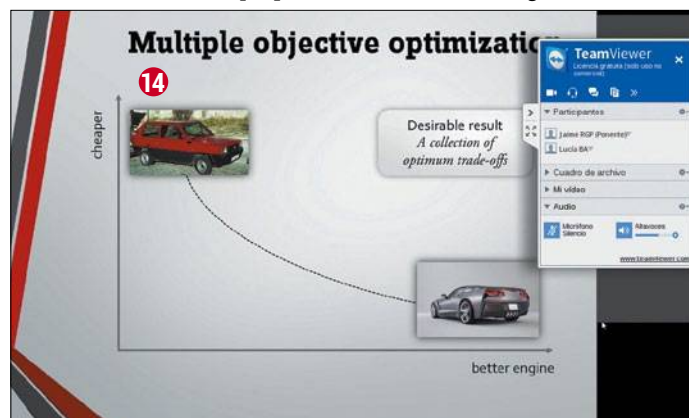 Multiple objective optimizatio
14
cheaper
Desirable result
A collection of
optimum trade-offs
better engine
TeamViewer
Licencia gratuita (solo uso no
comercial)
Participantes
Jaime RGP (Ponente)
Lucía BA
Cuadro de archivo
Mi vídeo
Audio
Micrófono
Silencio
Altavoces
www.teamviewer.com